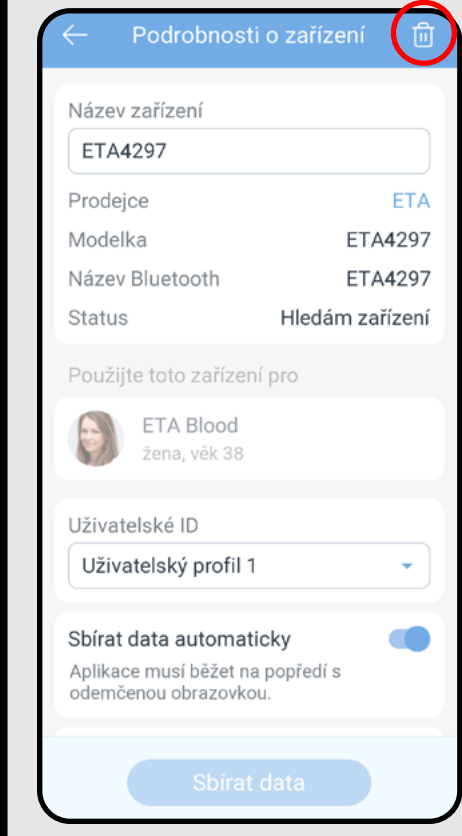 Podrobnosti o zařízení
Název zařízení
ETA4297
Prodejce ETA
Modelka ETA4297
Název Bluetooth ETA4297
Status Hledám zařízení
Použijte toto zařízení pro
ETA Blood
žena, věk 38
Uživatelské ID
Uživatelský profil 1
Sbírat data automaticky
Aplikace musí běžet na popředí s
odemčenou obrazovkou.
Sbírat data